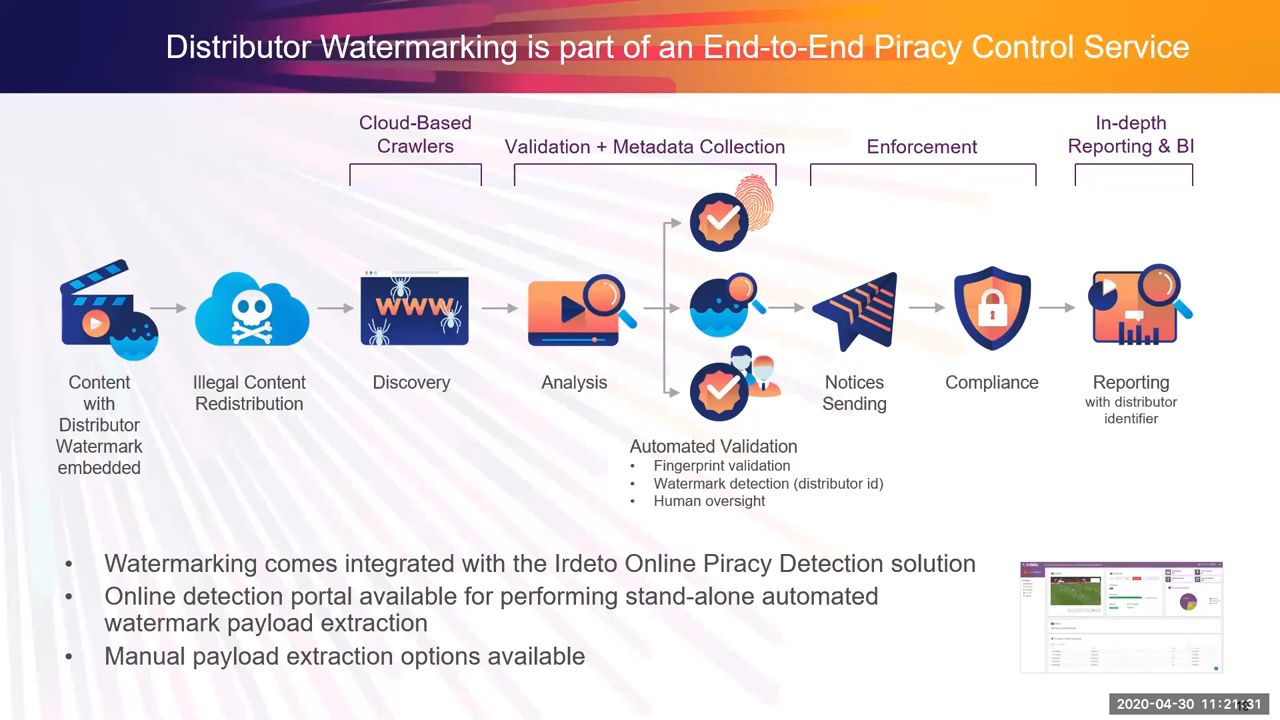 Distributor Watermarking is part of an End-to-End Piracy Control Service
Cloud-Based
Crawlers
Validation + Metadata Collection
Enforcement
In-depth
Reporting & BI
www
Content
with
Distributor
Watermark
embedded
Illegal Content
Redistribution
Discovery
Analysis
Notices
Sending
Compliance
Reporting
with distributor
identifier
Automated Validation
• Fingerprint validation
• Watermark detection (distributor id)
• Human oversight
• Watermarking comes integrated with the Irdeto Online Piracy Detection solution
• Online detection portal available for performing stand-alone automated
watermark payload extraction
• Manual payload extraction options available
irdeto
2020-04-30 11:21:31